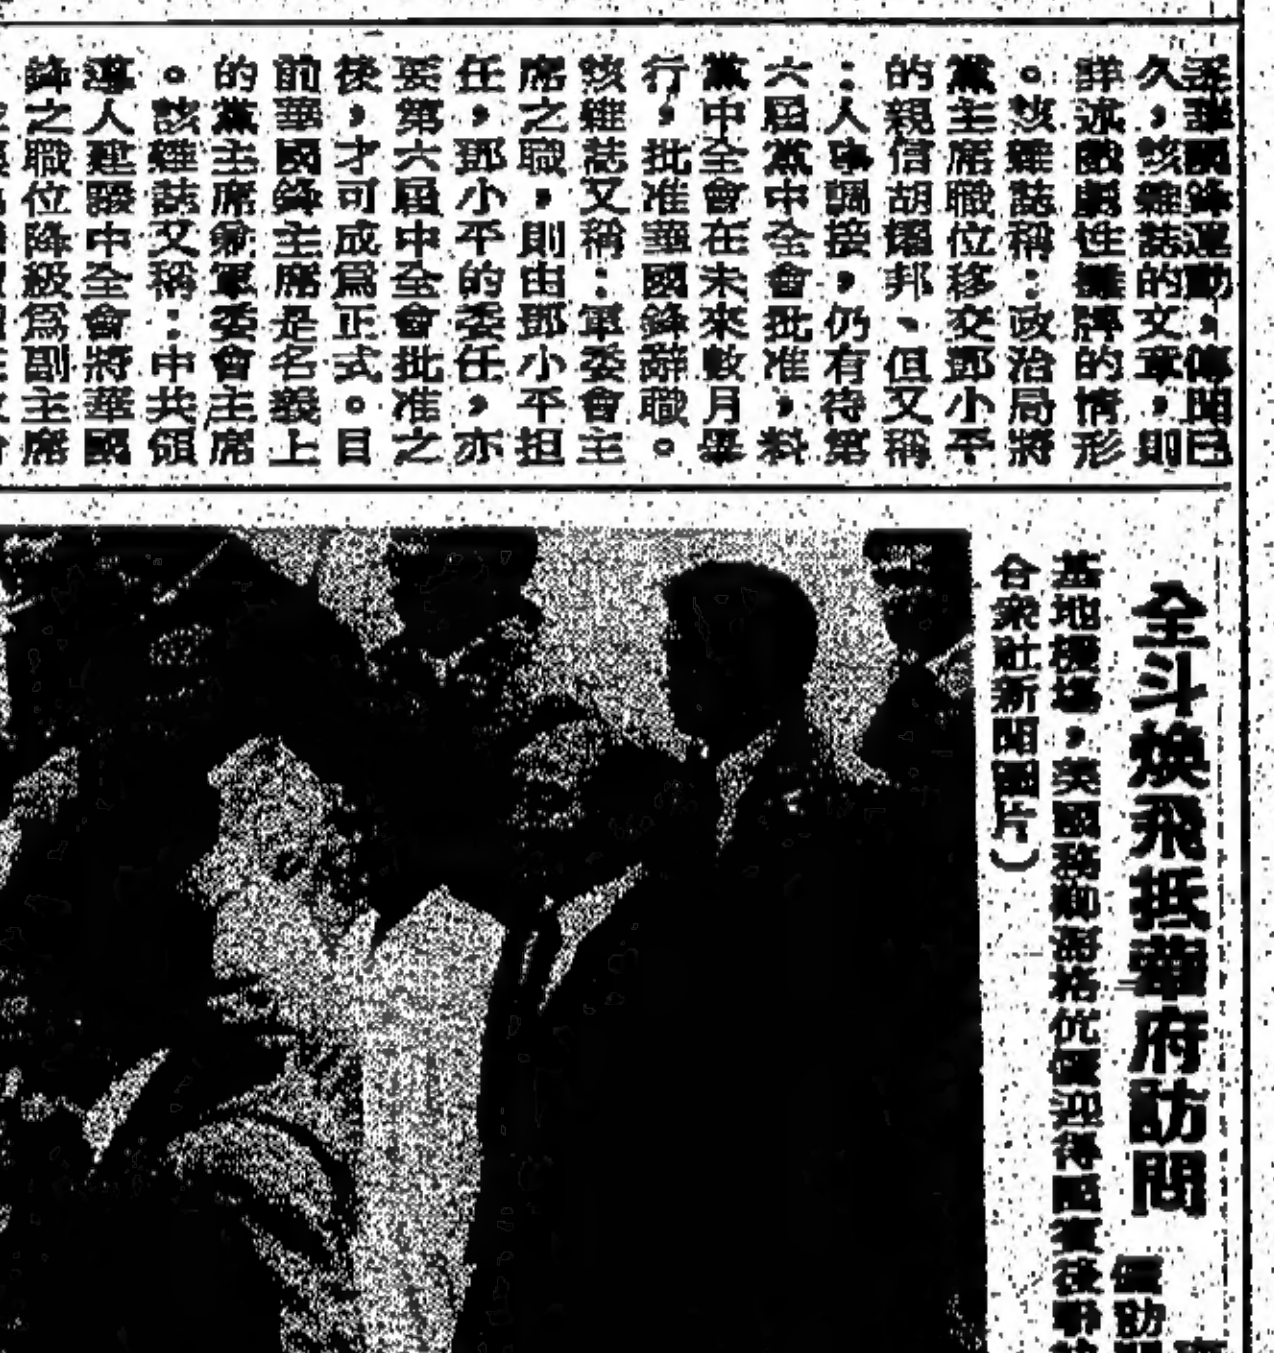 華國鋒運動，傳聞已
久，該雜誌的文章，則
詳述戲劇性攤牌的情形
。該雜誌稱：政治局將
黨主席職位移交鄧小平
的親信胡耀邦、但又稱
：人事調接，仍有待第
六屆黨中全會批准，料
黨中全會在未來數月舉
行，批准華國鋒辭職。
該雜誌又稱：軍委會主
席之職，則由鄧小平担
任，鄧小平的委任，亦
要第六屆中全會批准之
後，才可成爲正式。目
前華國鋒主席是名義上
的黨主席兼軍委會主席
。該雜誌又稱：中共領
導人建議中全會將華國
鋒之職位降級爲副主席
全斗煥飛抵華府訪問
基地機場，美國務卿海格伉儷迎得
合衆社新聞圖片）